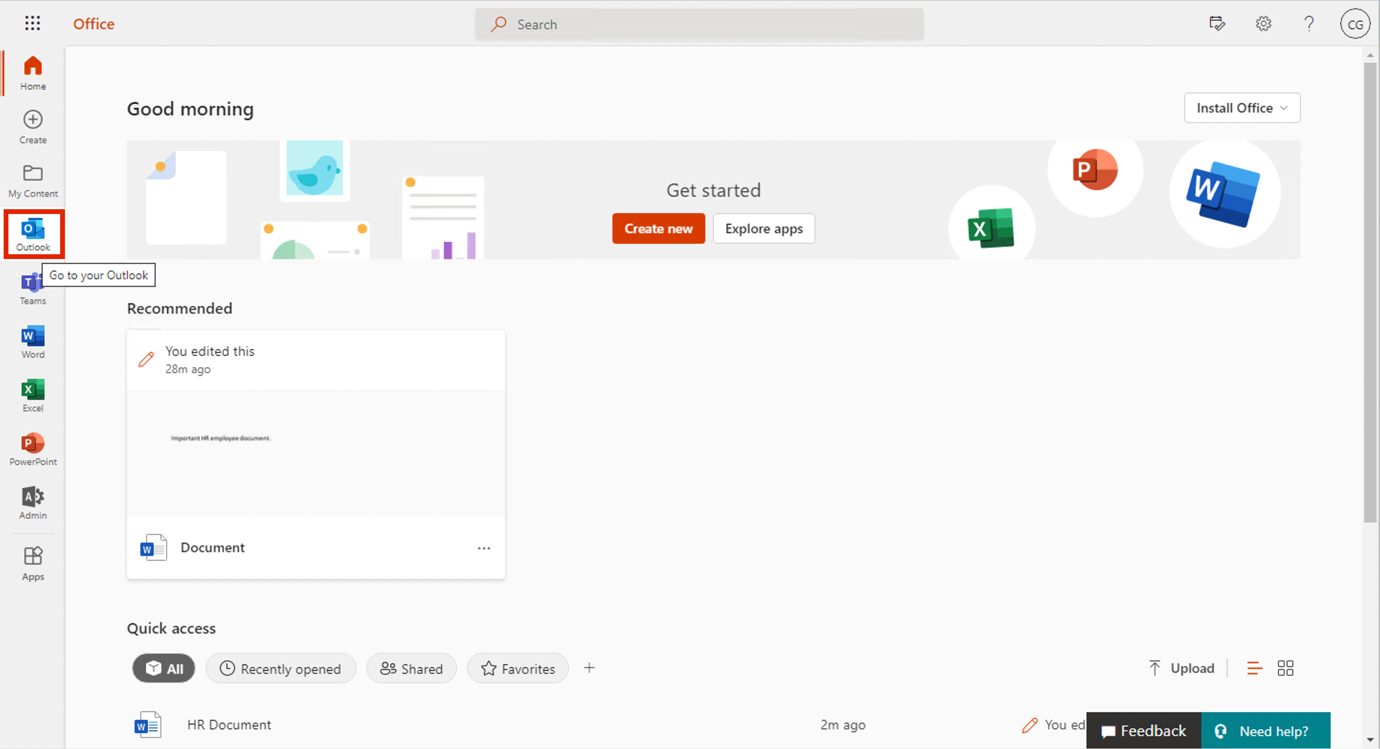 Office
Search
CG
Home
Create
My Content
Outlook
Go to your Outlook
Teams
Word
Excel
PowerPoint
Admin
Apps
Good morning
Install Office
Get started
Create new
Explore apps
Recommended
You edited this
28m ago
Important HR employee document.
Document
Quick access
All
Recently opened
Shared
Favorites
Upload
HR Document
2m ago
You ed
Feedback
Need help?